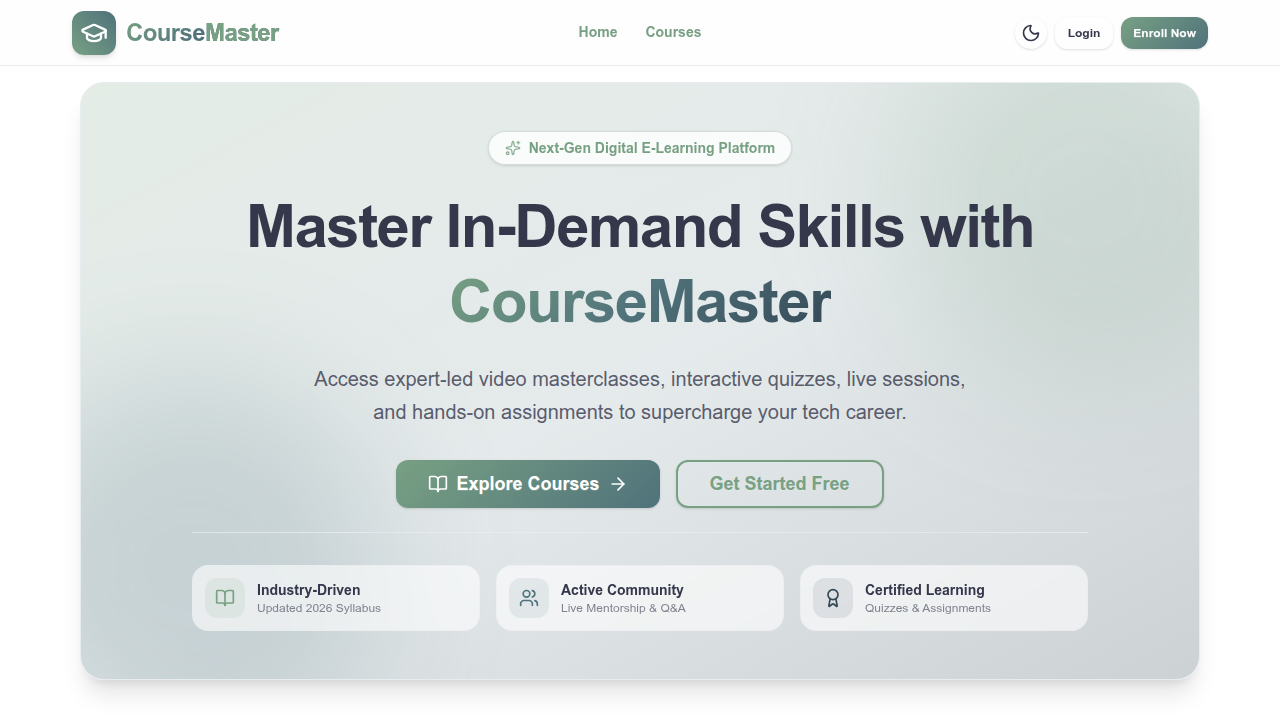 CourseMaster
Home
Courses
Login
Enroll Now
Next-Gen Digital E-Learning Platform
Master In-Demand Skills with
CourseMaster
Access expert-led video masterclasses, interactive quizzes, live sessions,
and hands-on assignments to supercharge your tech career.
Explore Courses
Get Started Free
Industry-Driven
Updated 2026 Syllabus
Active Community
Live Mentorship & Q&A
Certified Learning
Quizzes & Assignments